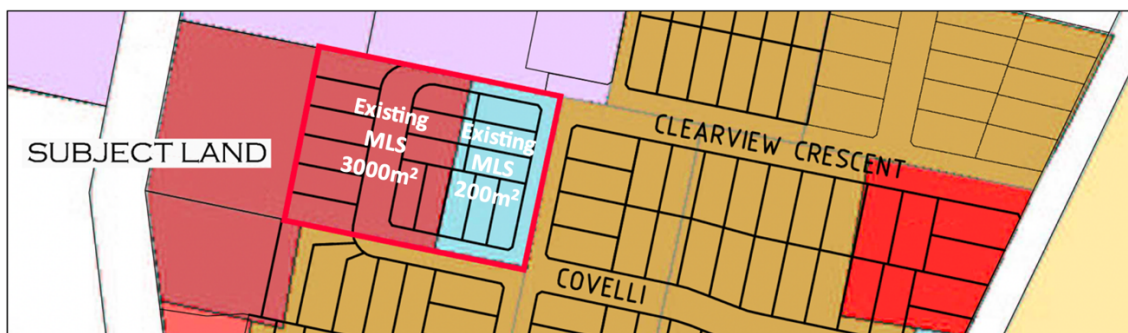 SUBJECT LAND
Existing
MLS
3000m²
Existing
MLS
200m²
CLEARVIEW CRESCENT
COVELLI